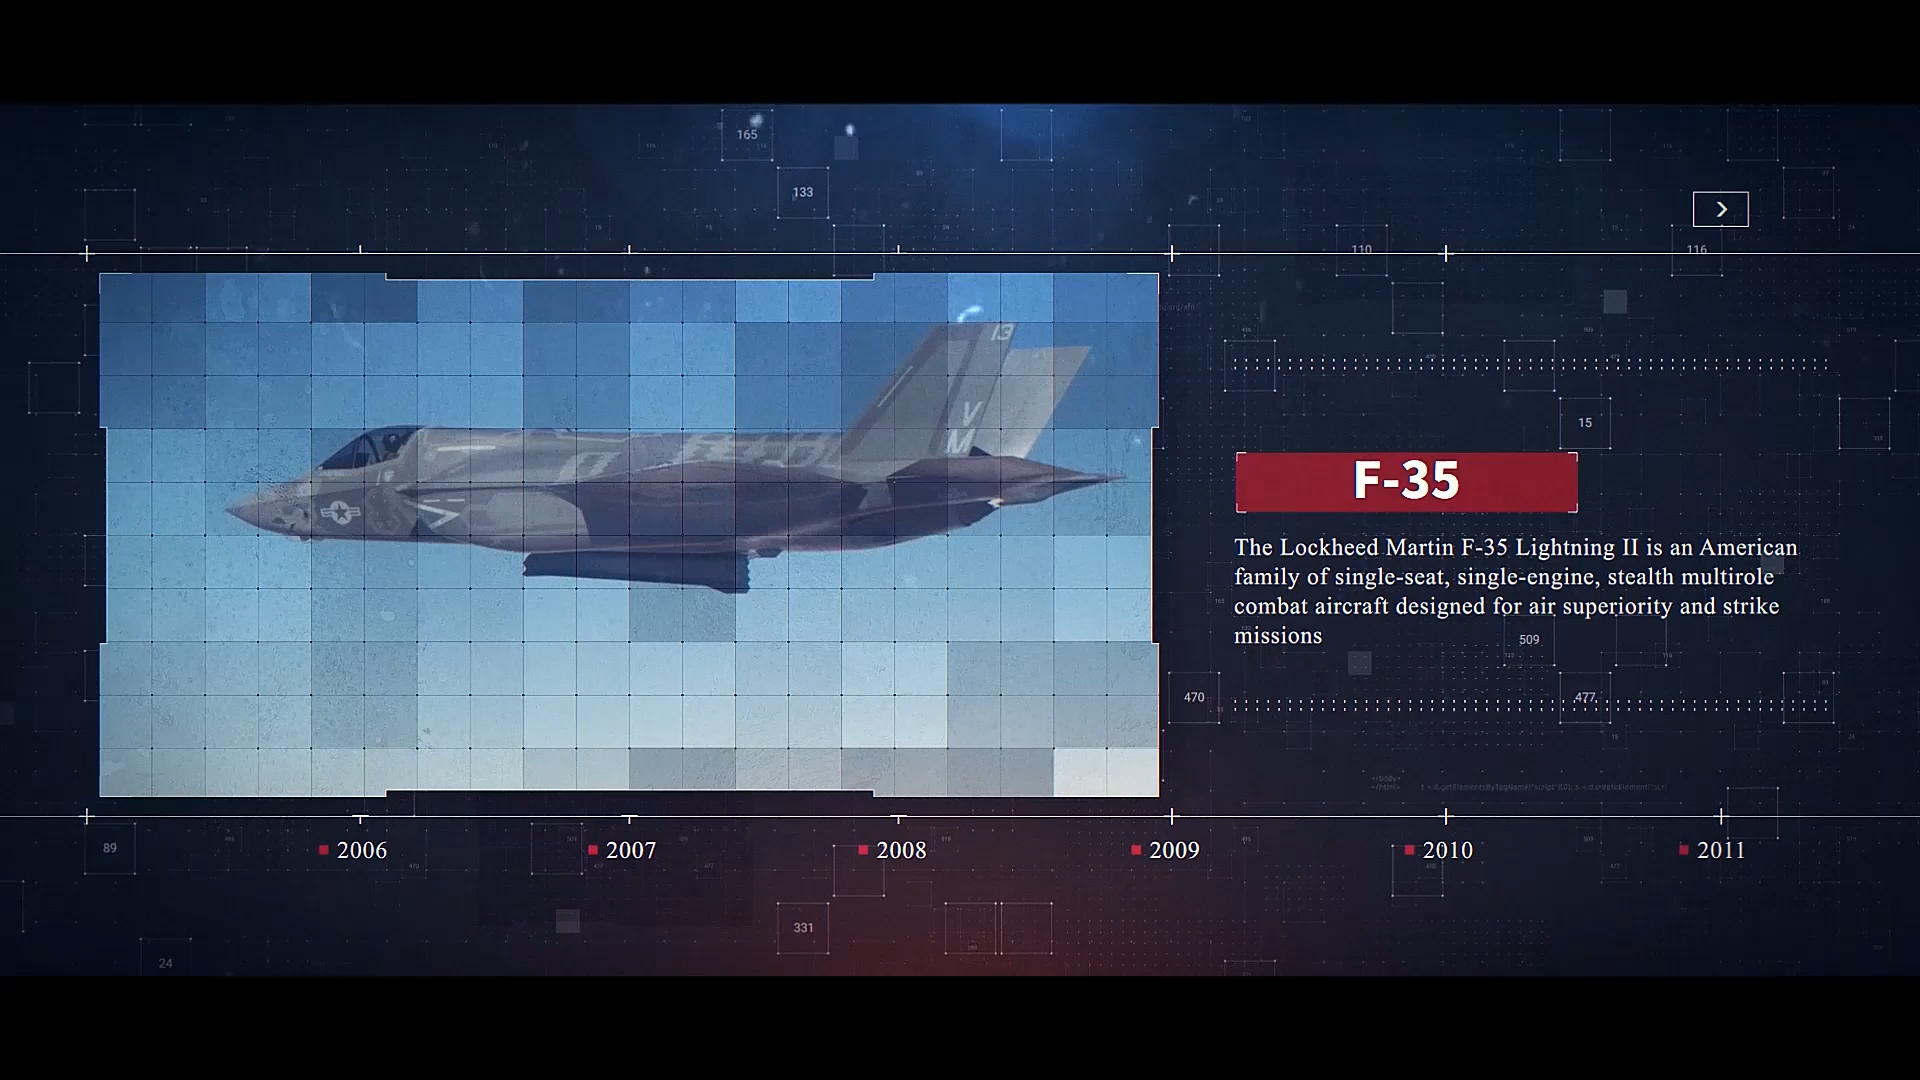 165
133
110
116
13
V
M
15
F-35
The Lockheed Martin F-35 Lightning II is an American
family of single-seat, single-engine, stealth multirole
combat aircraft designed for air superiority and strike
missions
509
470
477
89
2006
2007
2008
2009
2010
2011
331
24